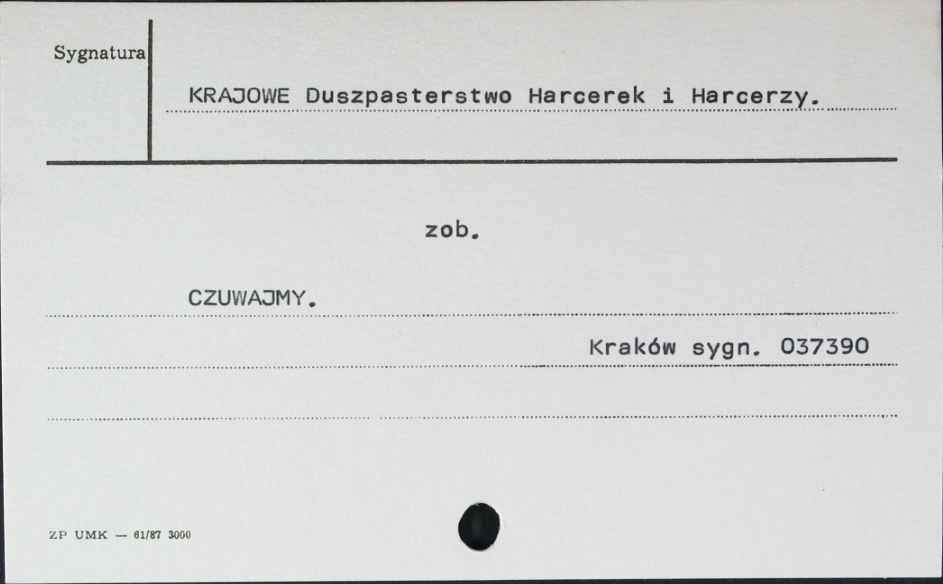 Sygnatura
KRAJOWE Duszpasterstwo Harcerek i Harcerzy.
zob.
CZUWAJMY.
Kraków sygn. 037390
ZP UMK — 61/87 3000